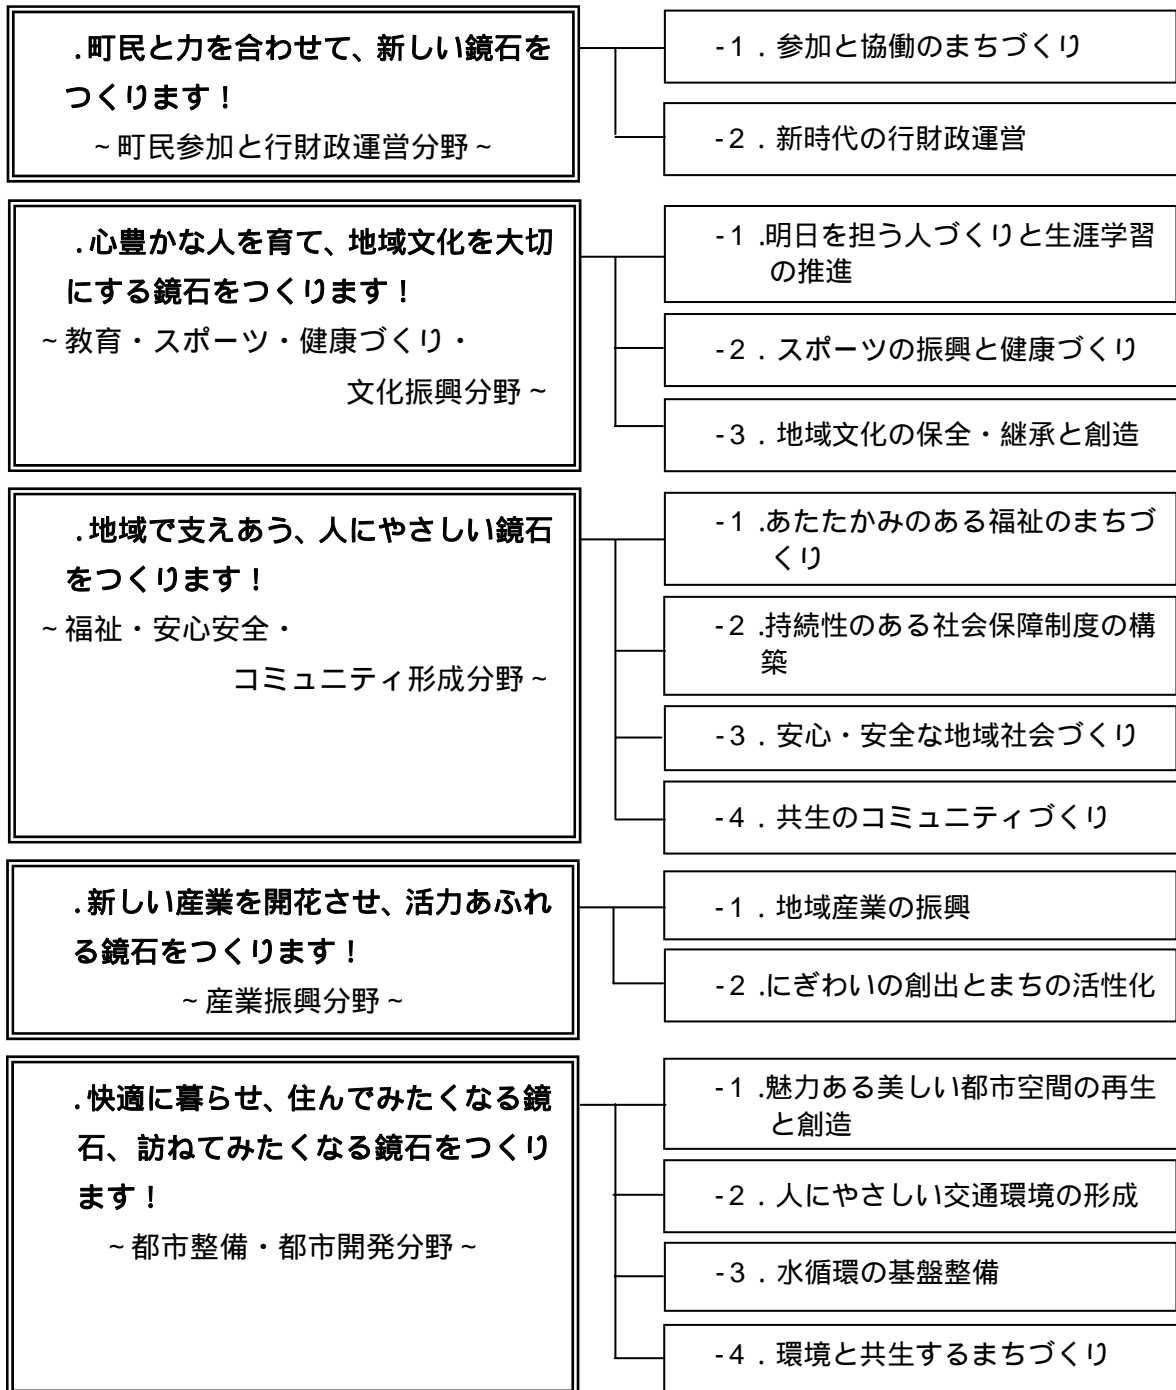 .町民と力を合わせて、新しい鏡石を
つくります！
~町民参加と行財政運営分野~
-1．参加と協働のまちづくり
-2．新時代の行財政運営
.心豊かな人を育て、地域文化を大切
にする鏡石をつくります！
~教育・スポーツ・健康づくり・
文化振興分野~
-1.明日を担う人づくりと生涯学習
の推進
-2．スポーツの振興と健康づくり
-3．地域文化の保全・継承と創造
.地域で支えあう、人にやさしい鏡石
をつくります！
~福祉・安心安全・
コミュニティ形成分野~
-1.あたたかみのある福祉のまちづ
くり
-2.持続性のある社会保障制度の構
築
-3．安心・安全な地域社会づくり
-4．共生のコミュニティづくり
.新しい産業を開花させ、活力あふれ
る鏡石をつくります！
~産業振興分野~
-1．地域産業の振興
-2.にぎわいの創出とまちの活性化
.快適に暮らせ、住んでみたくなる鏡
石、訪ねてみたくなる鏡石をつくり
ます！
~都市整備・都市開発分野~
-1.魅力ある美しい都市空間の再生
と創造
-2．人にやさしい交通環境の形成
-3．水循環の基盤整備
-4．環境と共生するまちづくり